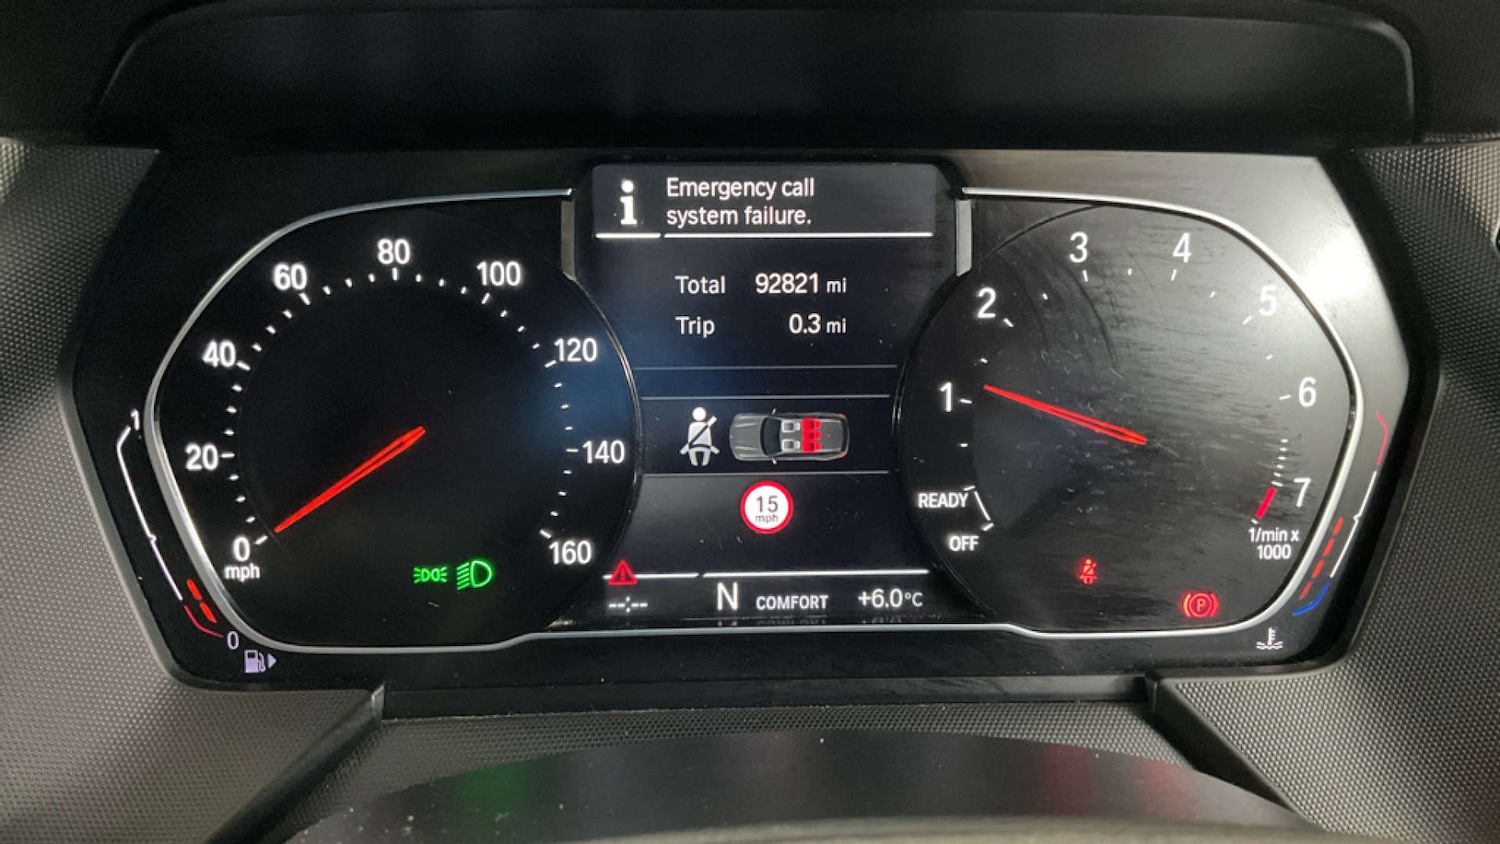 Emergency call
system failure.
Total 92821 mi
Trip 0.3 mi
0
20
40
60
80
100
120
140
160
mph
1
0
15
mph
--:--
N COMFORT +6.0°C
OFF
READY
1
2
3
4
5
6
7
1/min x
1000
P